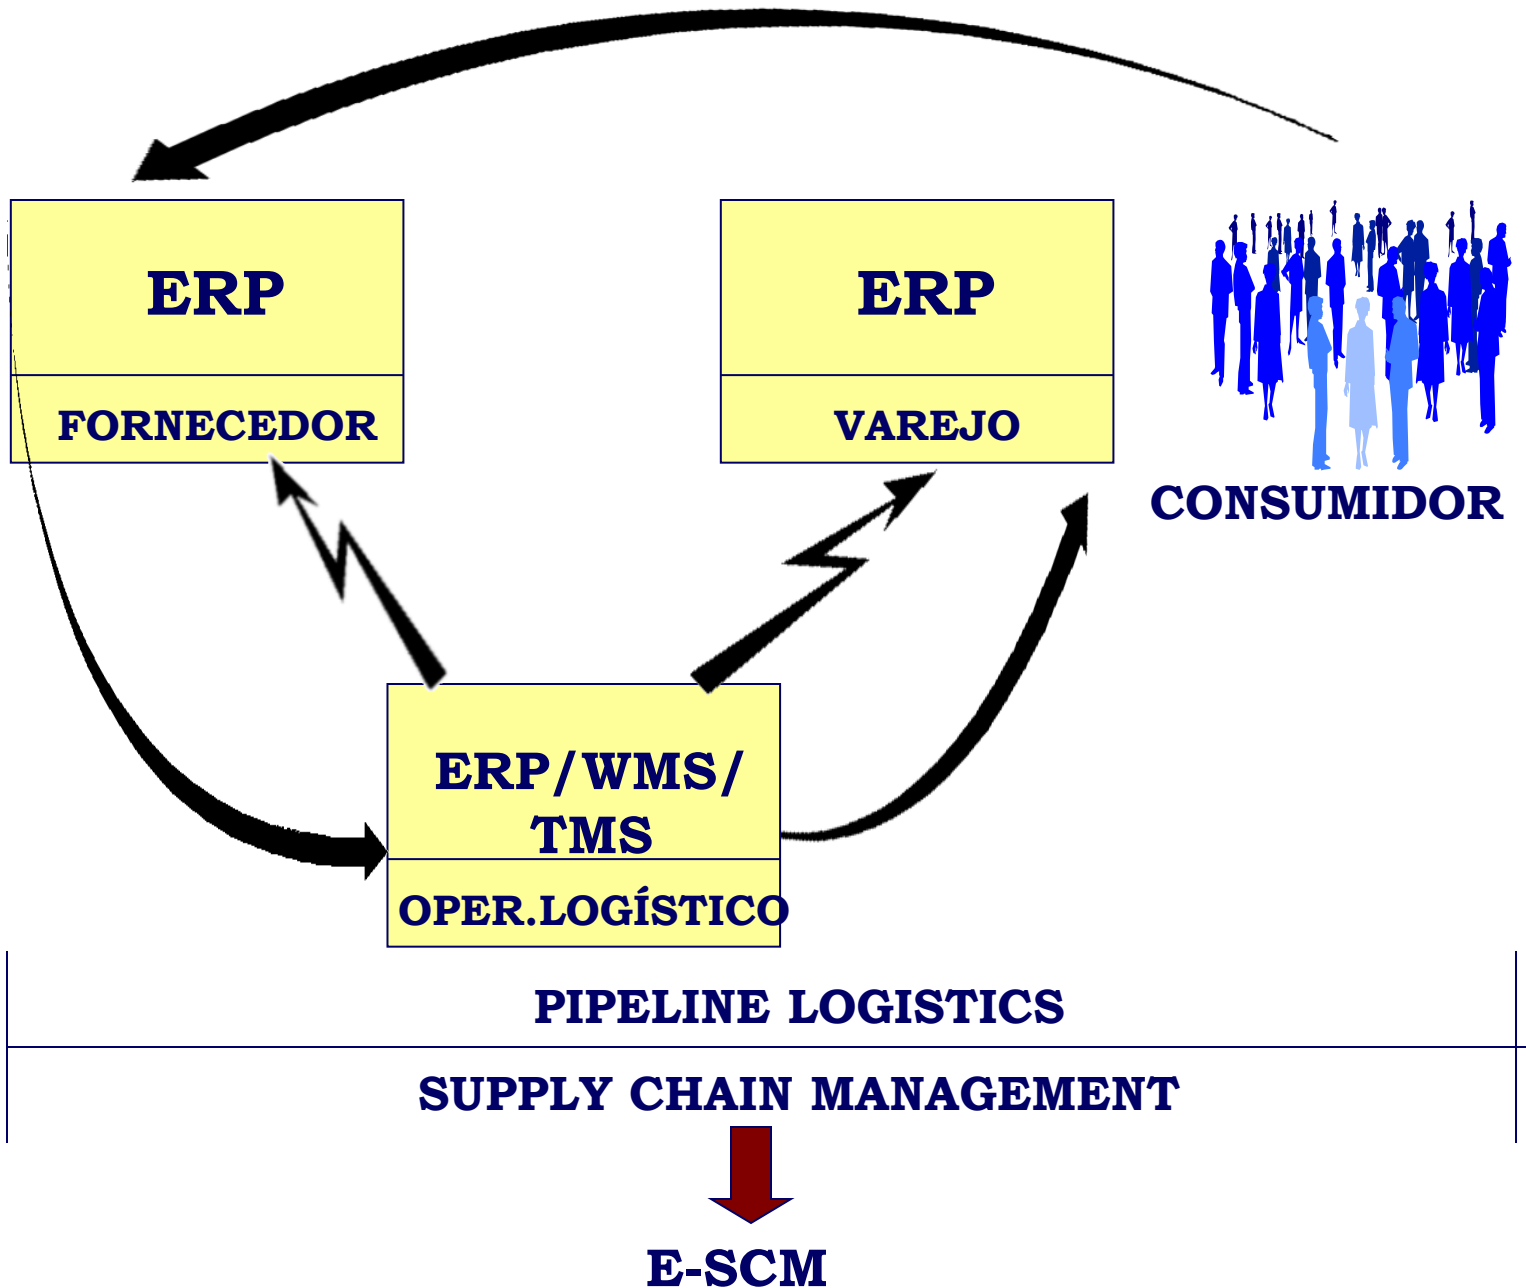 ERP
ERP
FORNECEDOR
VAREJO
CONSUMIDOR
ERP/WMS/
TMS
OPER.LOGÍSTICO
PIPELINE LOGISTICS
SUPPLY CHAIN MANAGEMENT
E-SCM